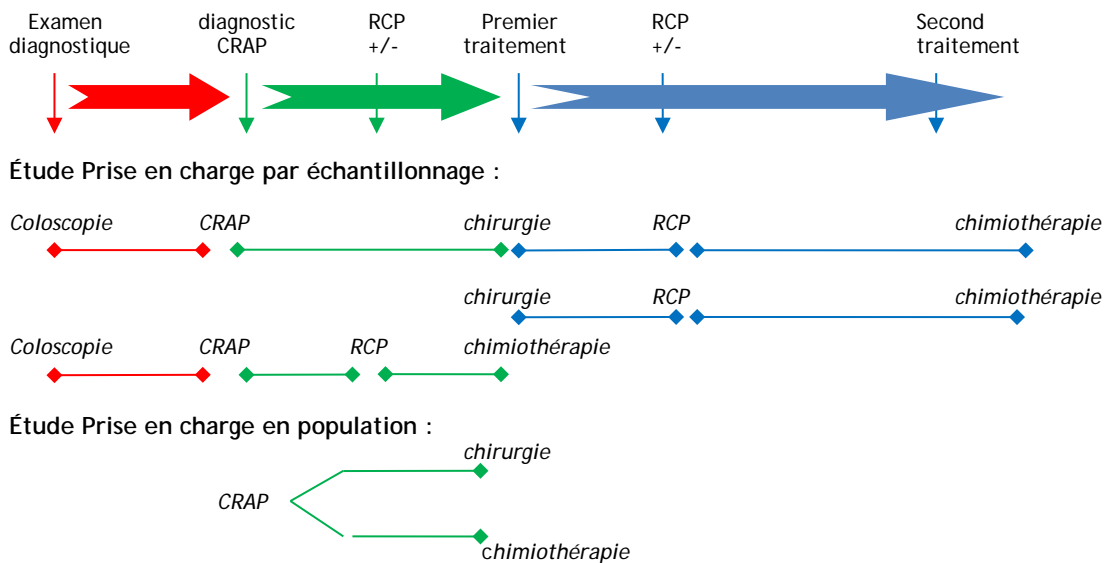 Examen diagnostic RCP Premier RCP Second
diagnostique CRAP +/- traitement +/- traitement
Étude Prise en charge par échantillonnage :
Coloscopie CRAP chirurgie RCP chimiothérapie
chirurgie RCP chimiothérapie
Coloscopie CRAP RCP chimiothérapie
Étude Prise en charge en population :
chirurgie
CRAP
chimiothérapie